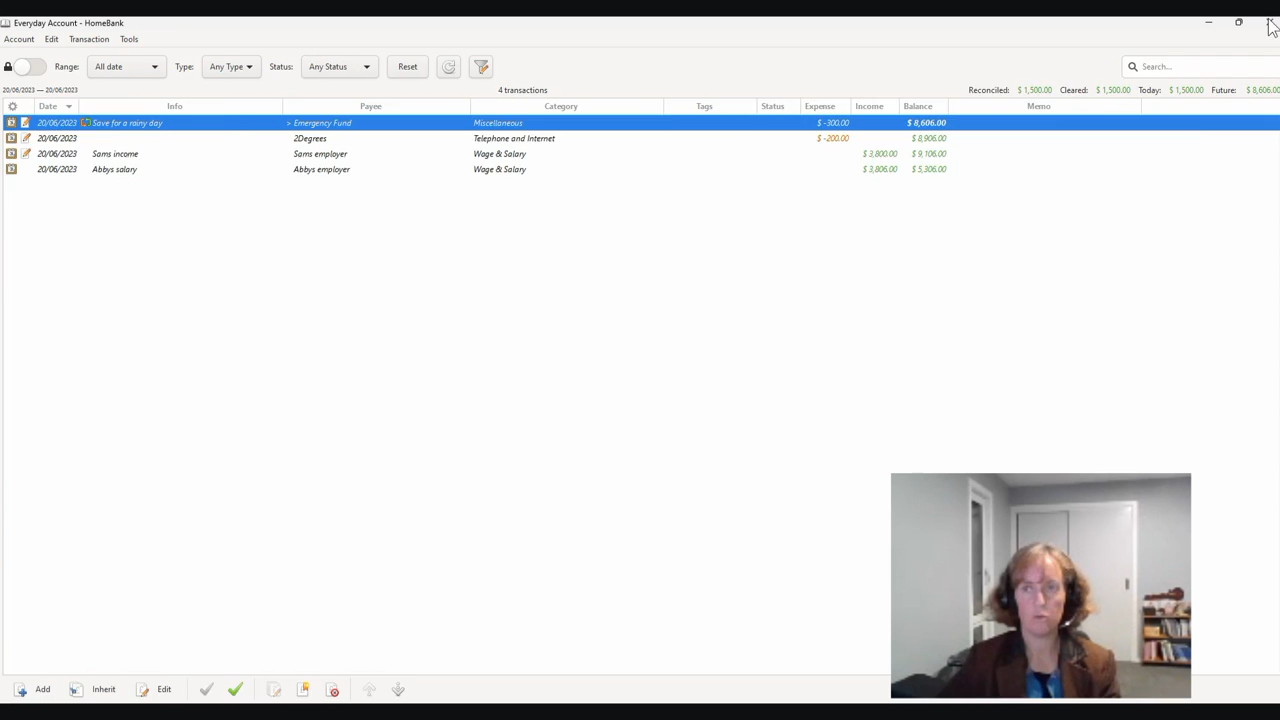 Everyday Account - HomeBank
Account Edit Transaction Tools
Range: All date Type: Any Type Status: Any Status Reset Search...
20/06/2023 — 20/06/2023 4 transactions Reconciled: $ 1,500.00 Cleared: $ 1,500.00 Today: $ 1,500.00 Future: $ 8,606.00
Date Info Payee Category Tags Status Expense Income Balance Memo
20/06/2023 Save for a rainy day > Emergency Fund Miscellaneous $ -300.00 $ 8,606.00
20/06/2023 2Degrees Telephone and Internet $ -200.00 $ 8,906.00
20/06/2023 Sams income Sams employer Wage & Salary $ 3,800.00 $ 9,106.00
20/06/2023 Abbys salary Abbys employer Wage & Salary $ 3,806.00 $ 5,306.00
Add Inherit Edit